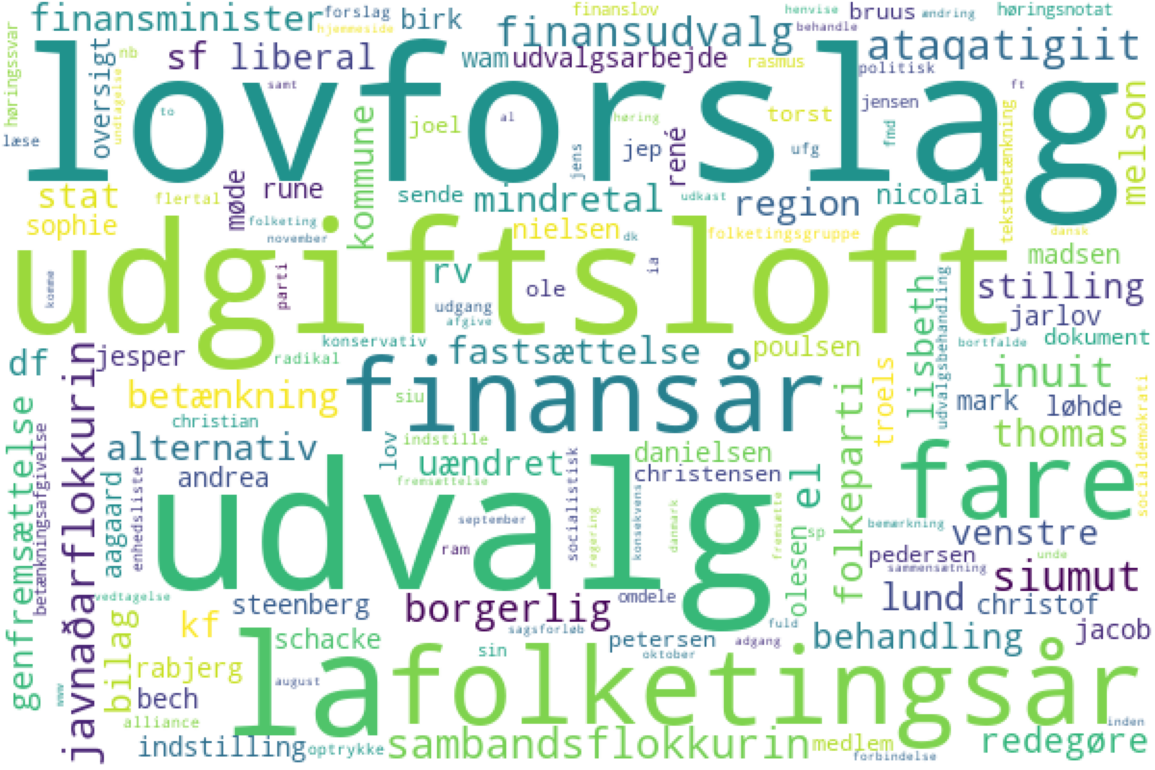 finansminister
forslag
hjemmeside
birk
finanslov
finansudvalg
henvise
behandle
bruus
ændring
høringsnotat
høringssvar
nb
oversigt
undtagelse
sf liberal
samt
wam
udvalgsarbejde
rasmus
politisk
ataqatigiit
læse
lovforslag
to
kommune
joel
al
høring
jens
jep
rené
torst
ufg
jensen
fmd
ft
tekstbetænkning
melson
stat
sophie
flertal
møde
rune
folketing
november
sende
mindretal
udkast
region
nicolai
dansk
nielsen
dk
folketingsgruppe
madsen
udgiftsloft
komme
parti
rv
ole
ia
udgang
afgive
lisbeth
udvalgsbehandling
stilling
jarlov
bortfalde
dokument
df
javnaðarflokkurin
jesper
radikal
konservativ
fastsættelse
poulsen
finansår
troels
inuit
mark
løhde
socialdemokrati
genfremsættelse
betænkningsafgivelse
betænkning
siu
christian
alternativ
lov
indstille
uændret
fremsættelse
danielsen
christensen
folkeparti
thomas
aagaard
enhedsliste
andrea
udvalg
september
ram
socialistisk
regering
konsekvens
danmark
fremsætte
el
sp
olesen
fare
bemærkning
venstre
pedersen
sammensætning
unde
siumut
vedtagelse
steenberg
borgerlig
omdele
lund
christof
bilag
kf
schacke
sagsforløb
petersen
adgang
fuld
behandling
jacob
sin
oktober
rabjerg
bech
www
la
august
folketingsår
alliance
indstilling
optrykke
sambandsflokkurin
medlem
forbindelse
inden
redegøre